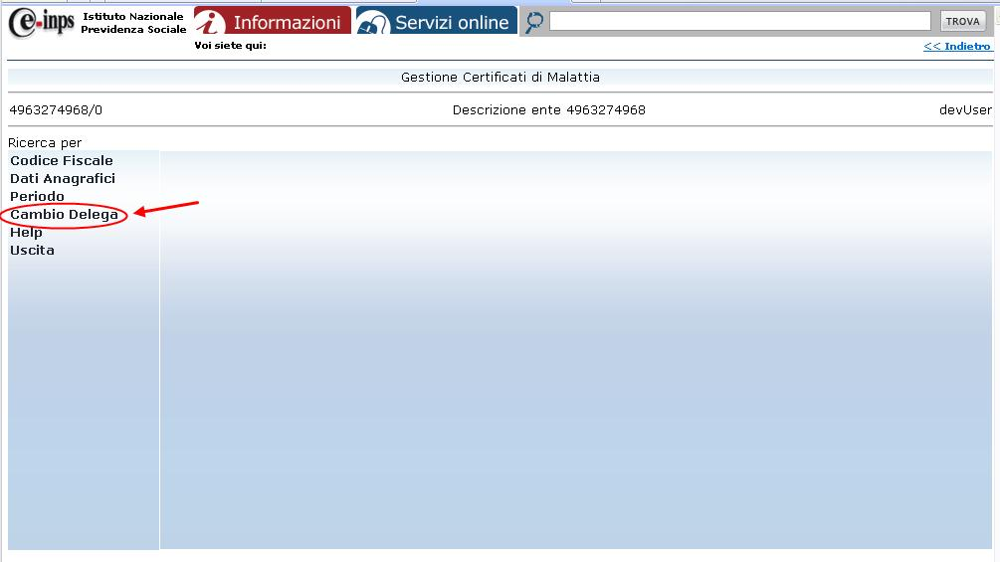 e-inps Istituto Nazionale Previdenza Sociale
Informazioni
Servizi online
TROVA
Voi siete qui:
<< Indietro
Gestione Certificati di Malattia
4963274968/0 Descrizione ente 4963274968 devUser
Ricerca per
Codice Fiscale
Dati Anagrafici
Periodo
Cambio Delega
Help
Uscita